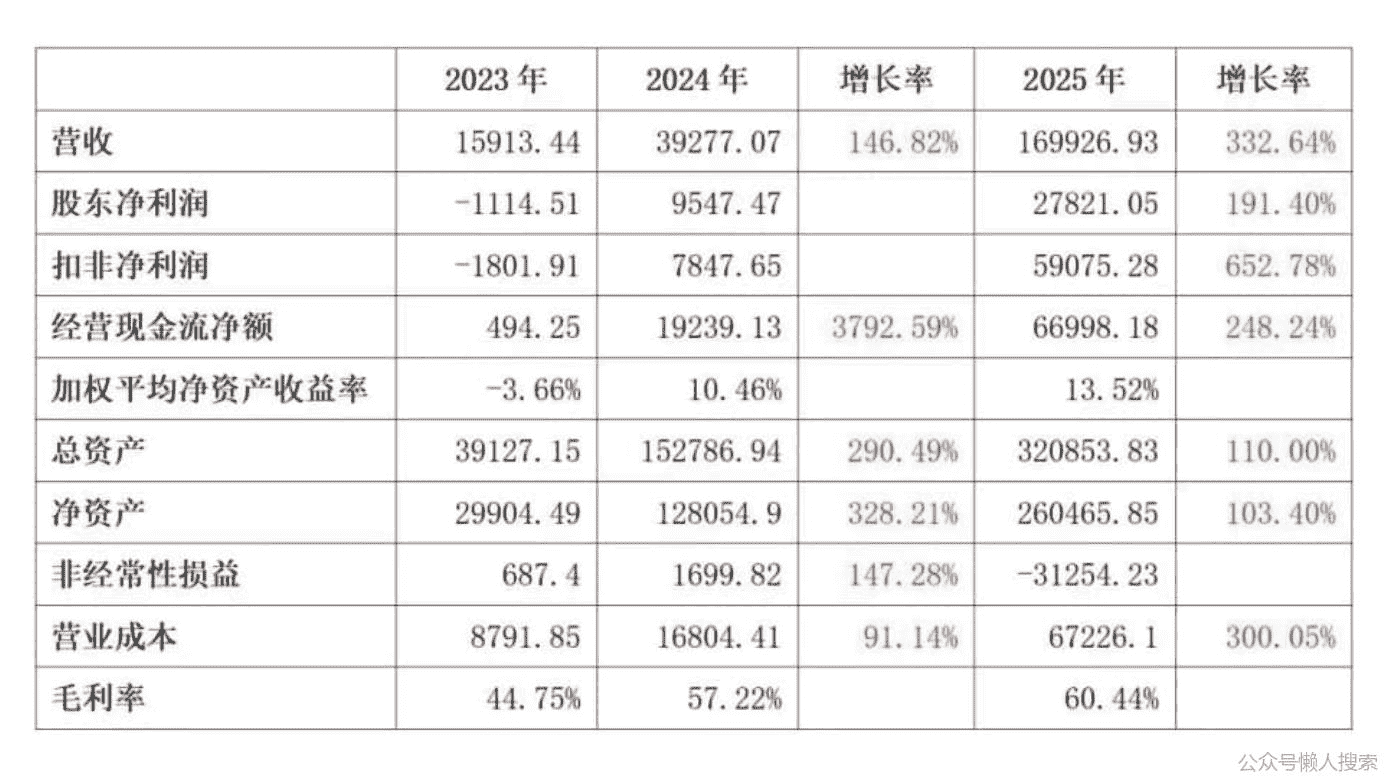 2023年 2024年 增长率 2025年 增长率
营收 15913.44 39277.07 146.82% 169926.93 332.64%
股东净利润 -1114.51 9547.47 27821.05 191.40%
扣非净利润 -1801.91 7847.65 59075.28 652.78%
经营现金流净额 494.25 19239.13 3792.59% 66998.18 248.24%
加权平均净资产收益率 -3.66% 10.46% 13.52%
总资产 39127.15 152786.94 290.49% 320853.83 110.00%
净资产 29904.49 128054.9 328.21% 260465.85 103.40%
非经常性损益 687.4 1699.82 147.28% -31254.23
营业成本 8791.85 16804.41 91.14% 67226.1 300.05%
毛利率 44.75% 57.22% 60.44%
公众号懒人搜索